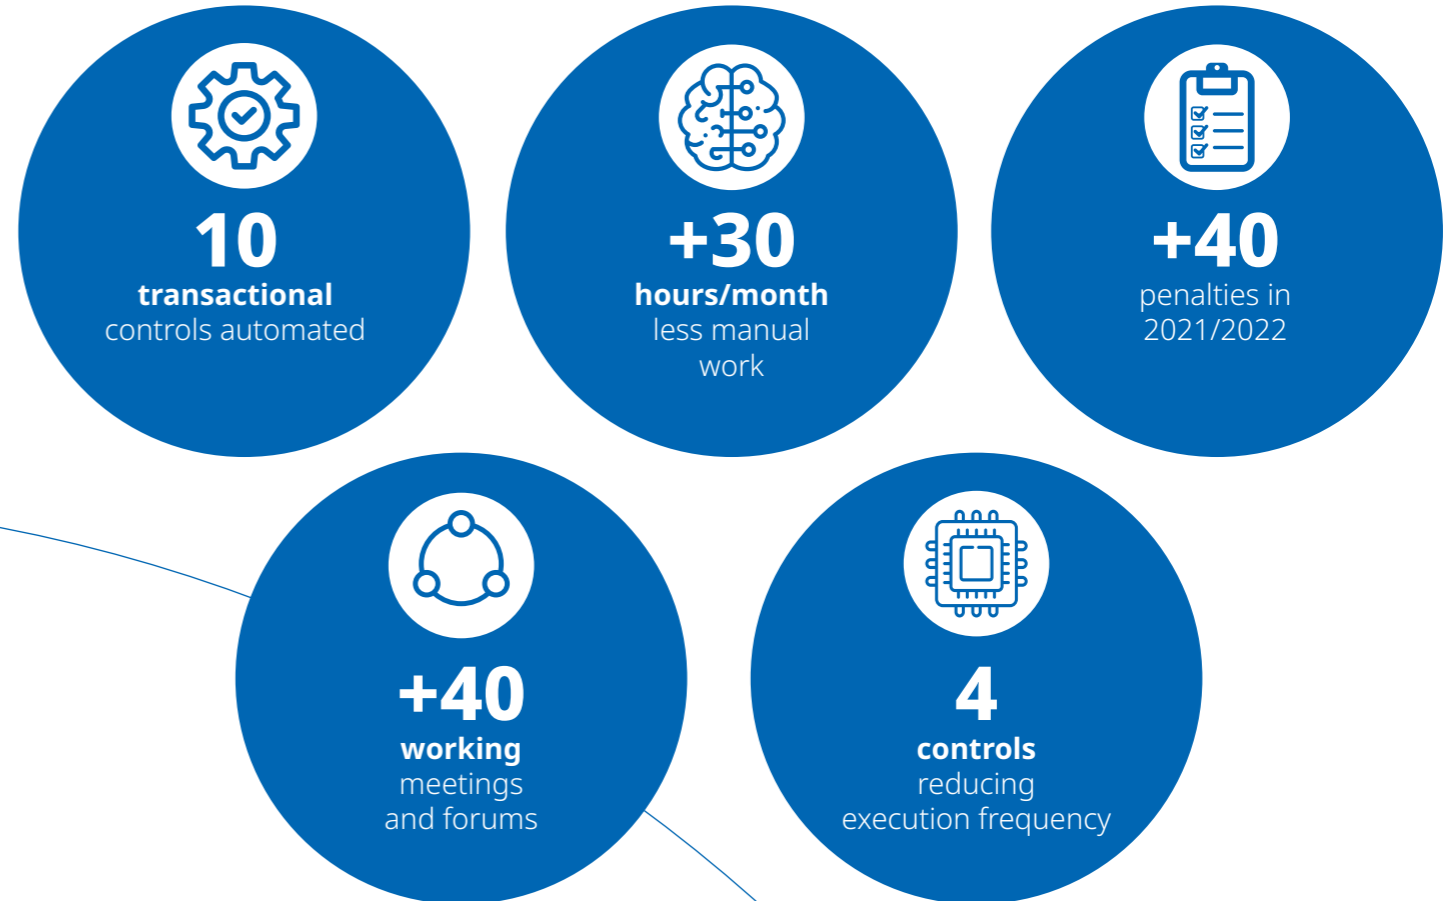 10
transactional
controls automated
+30
hours/month
less manual
work
+40
penalties in
2021/2022
+40
working
meetings
and forums
4
controls
reducing
execution frequency